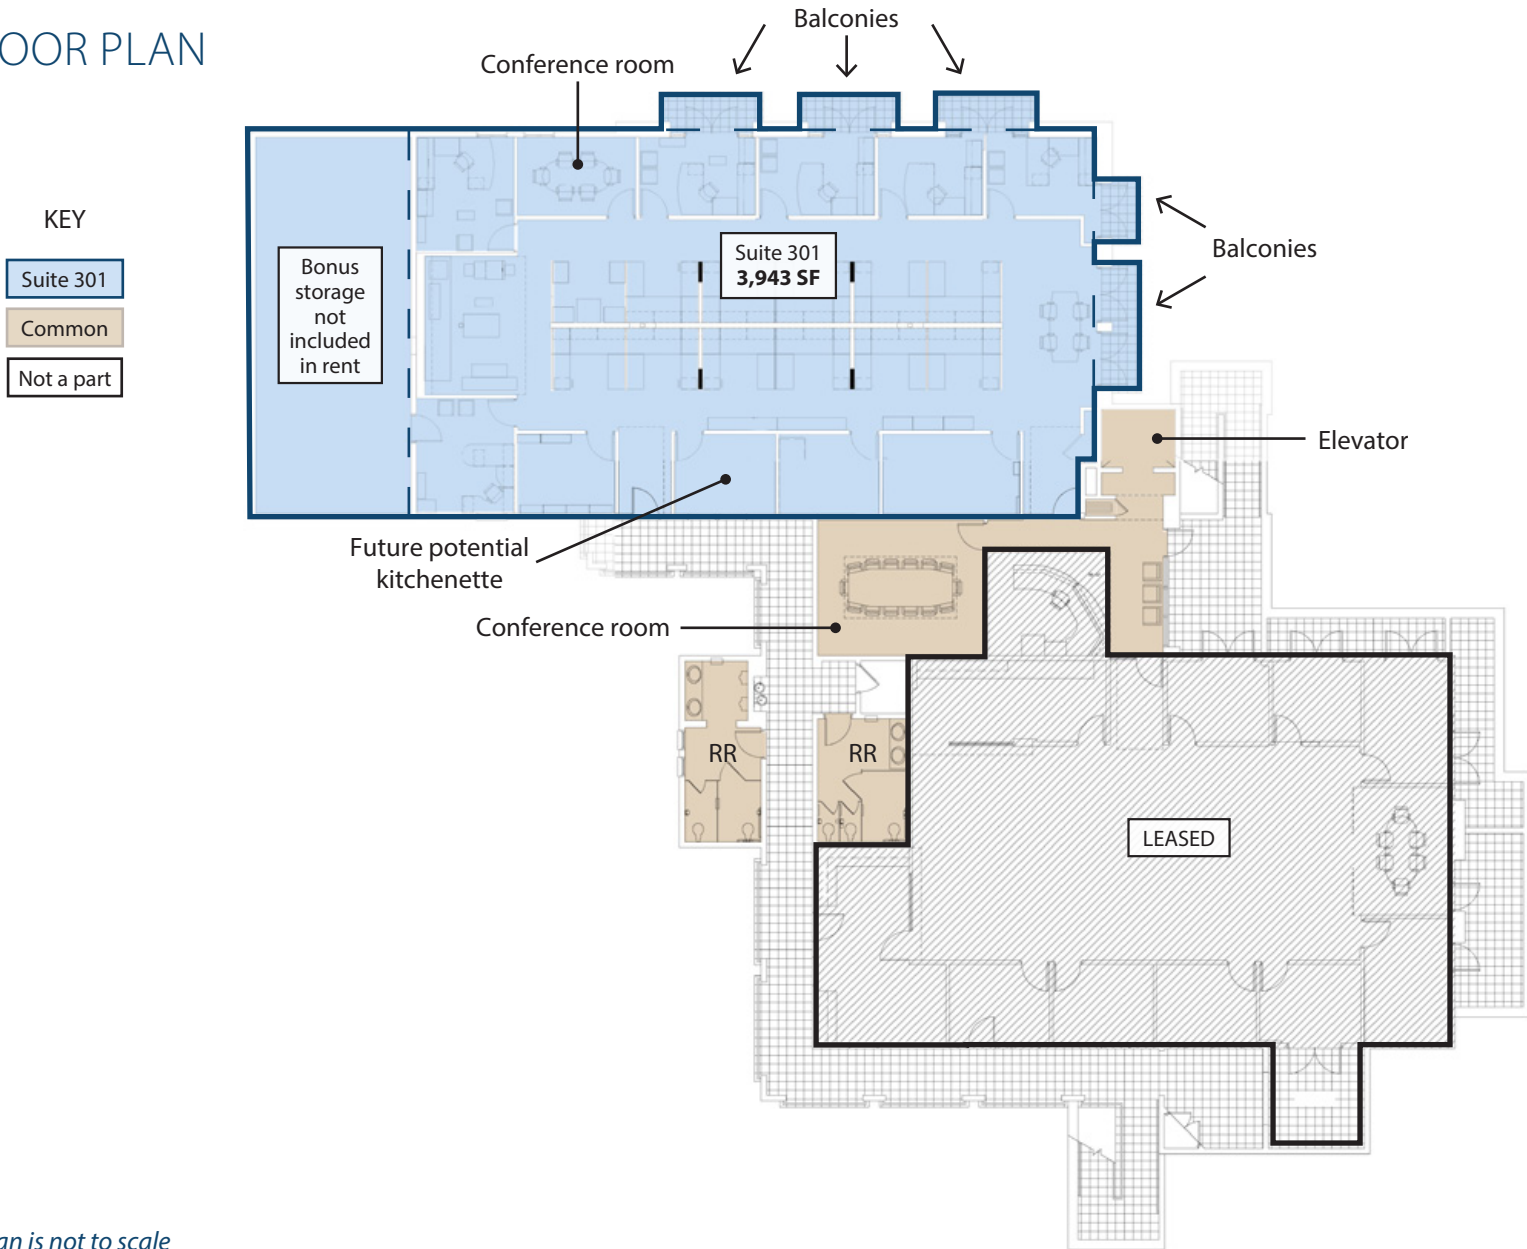 OOR PLAN
Balconies
Conference room
KEY
Suite 301
Common
Not a part
Bonus
storage
not
included
in rent
Suite 301
3,943 SF
Balconies
Elevator
Future potential
kitchenette
Conference room
RR
RR
LEASED
an is not to scale